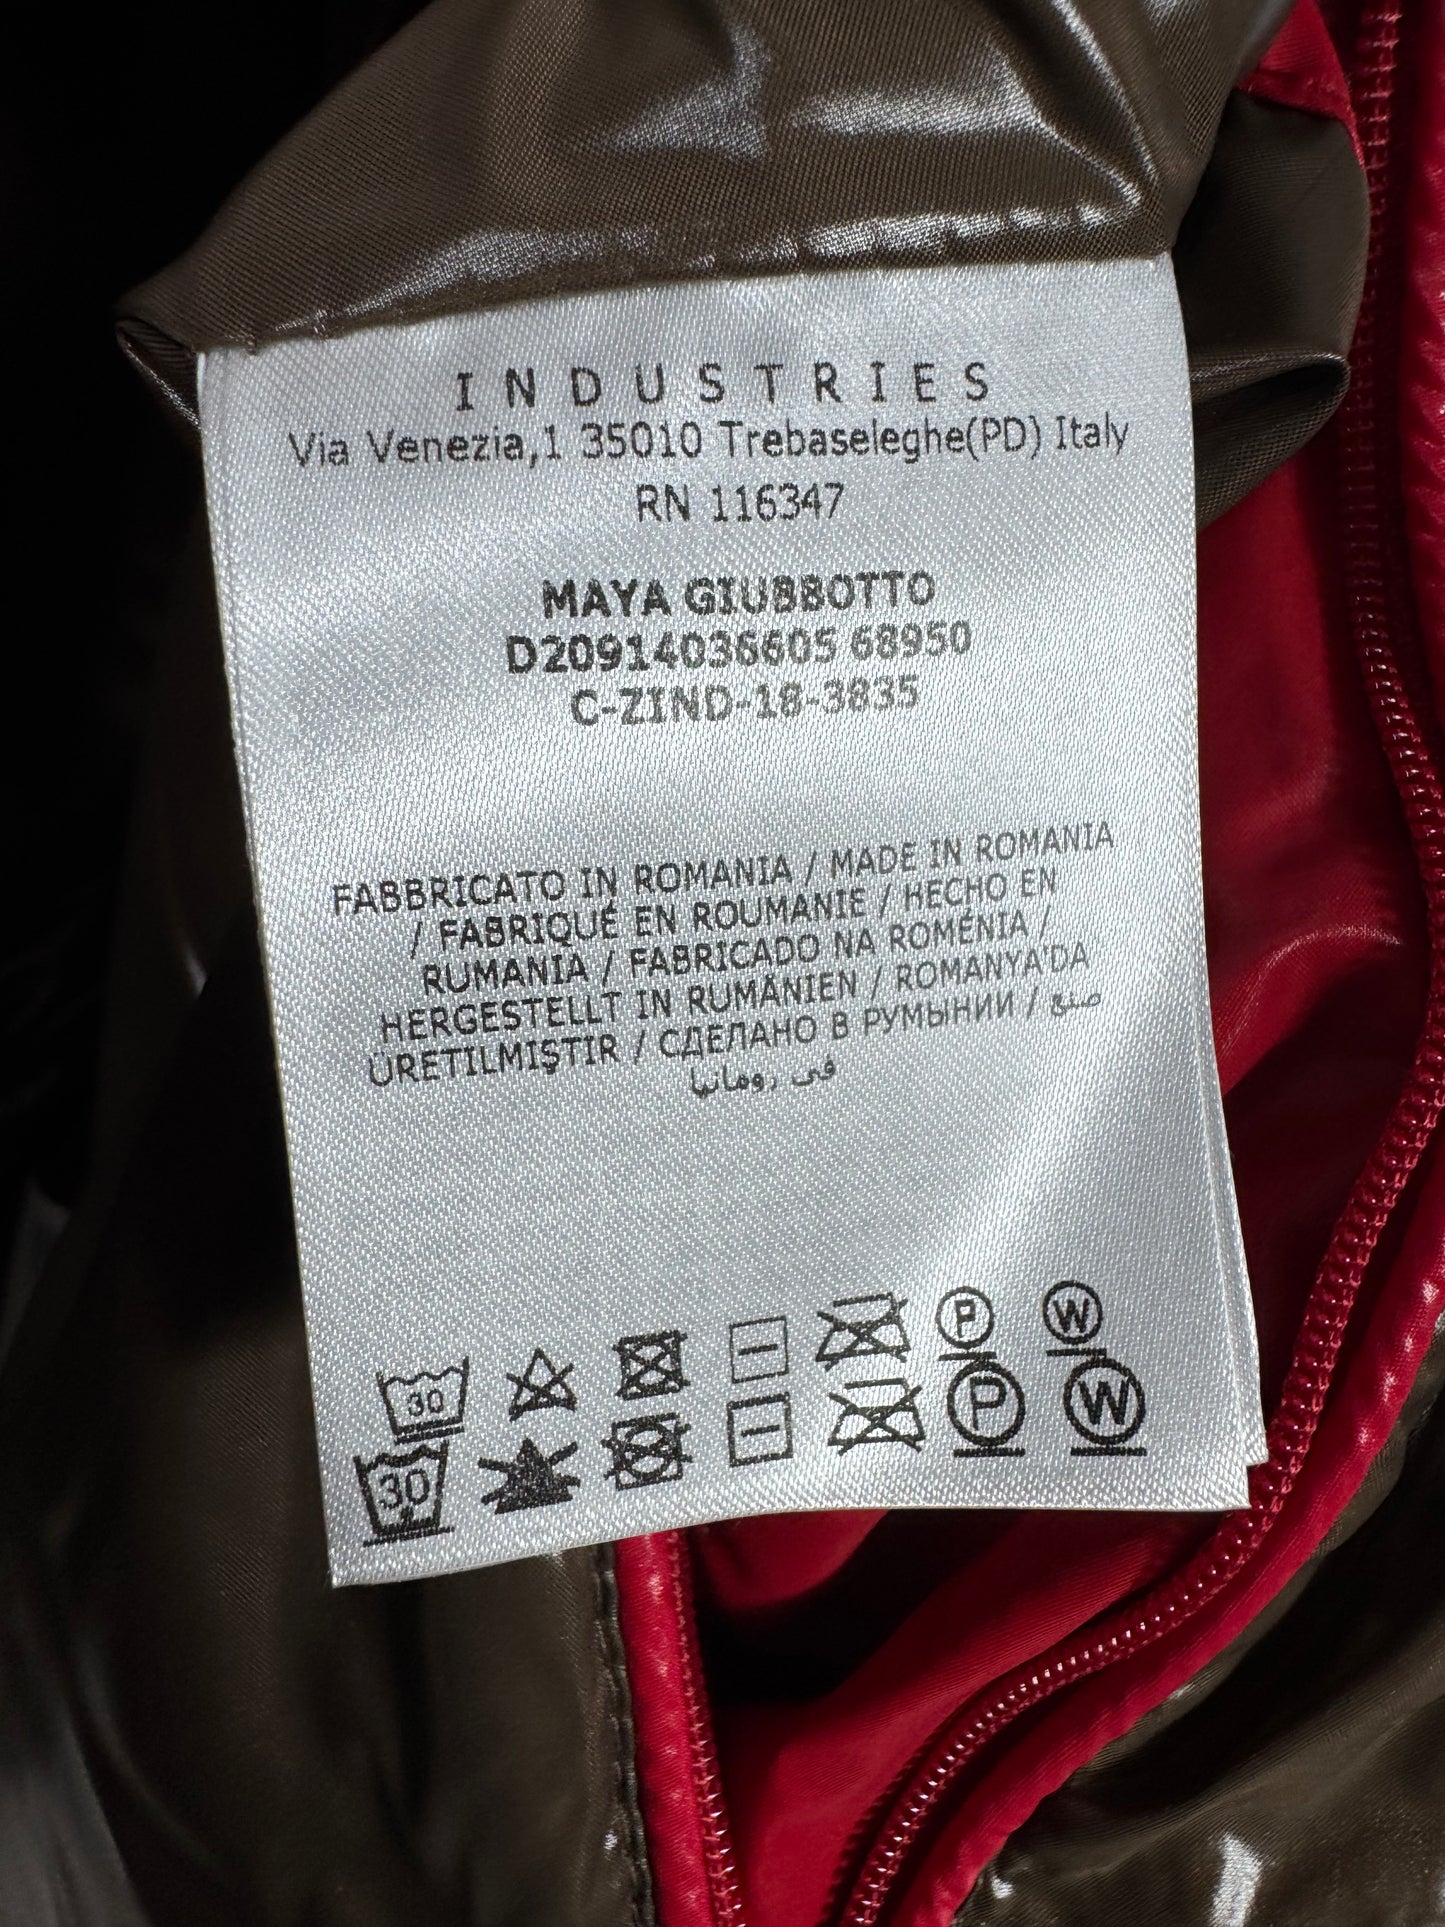 INDUSTRIES
Via Venezia,1 35010 Trebaseleghe(PD) Italy
RN 116347
MAYA GIUBBOTTO
D20914036605 68950
C-ZIND-18-3835
FABBRICATO IN ROMANIA / MADE IN ROMANIA
/ FABRIQUÉ EN ROUMANIE / HECHO EN
RUMANIA / FABRICADO NA ROMÉNIA /
HERGESTELLT IN RUMÄNIEN / ROMANYA'DA
ÜRETILMIŞTIR / СДЕЛАНО В РУМЫНИИ / صنع
في رومانيا
30 P W
30 P W